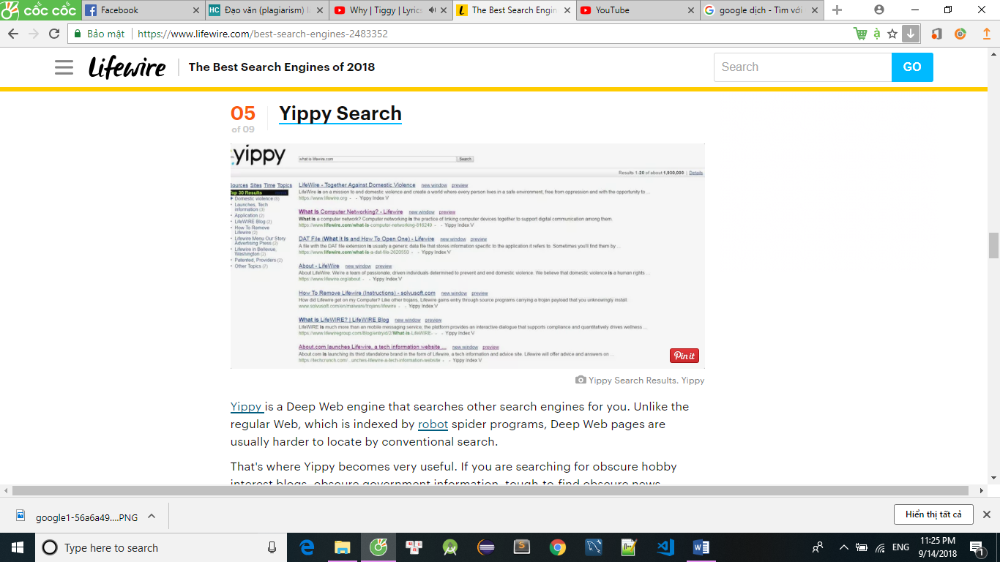 cốc cốc
Facebook
Đạo văn (plagiarism) l
Why | Tiggy | Lyrics
The Best Search Engin
YouTube
google dịch - Tìm với
Bảo mật
https://www.lifewire.com/best-search-engines-2483352
à
Lifewire
The Best Search Engines of 2018
Search
GO
05
of 09
Yippy Search
yippy
what is lifewire.com
Search
Results 1-20 of about 1,930,000 | Details
Sources Sites Time Topics
Top 30 Results
Domestic violence (8)
Launches, Tech
information (3)
Application (2)
LifeWIRE Blog (2)
How To Remove
Lifewire (2)
Lifewire Menu Our Story
Advertising Press (2)
Lifewire in Bellevue,
Washington (2)
Patented, Providers (2)
Other Topics (7)
LifeWire - Together Against Domestic Violence new window preview
LifeWire is on a mission to end domestic violence and create a world where every person lives in a safe environment, free from oppression and with the opportunity to ...
https://www.lifewire.org - - Yippy Index V
What Is Computer Networking? - Lifewire new window preview
What is a computer network? Computer networking is the practice of linking computer devices together to support digital communication among them.
https://www.lifewire.com/what-is-computer-networking-816249 - - Yippy Index V
DAT File (What It Is and How To Open One) - Lifewire new window preview
A file with the DAT file extension is usually a generic data file that stores information specific to the application it refers to. Sometimes you'll find them by ...
https://www.lifewire.com/what-is-a-dat-file-2620550 - - Yippy Index V
About - LifeWire new window preview
About LifeWire. We're a team of passionate, driven individuals determined to prevent and end domestic violence. We believe that domestic violence is a human rights ...
https://www.lifewire.org/about - - Yippy Index V
How To Remove Lifewire (Instructions) - solvusoft.com new window preview
How did Lifewire get on my Computer? Like other trojans, Lifewire gains entry through source programs carrying a trojan payload that you unknowingly install.
www.solvusoft.com/en/malware/trojans/lifewire - - Yippy Index V
What is LifeWIRE? | LifeWIRE Blog new window preview
LifeWIRE is much more than an mobile messaging service; the platform provides an interactive dialogue that supports compliance and quantitatively drives wellness ...
https://www.lifewiregroup.com/Blog/entryid/2/What-is-LifeWIRE- - - Yippy Index V
About.com launches Lifewire, a tech information website ... new window preview
About.com is launching its third standalone brand in the form of Lifewire, a tech information and advice site. Lifewire will offer advice and answers on ...
https://techcrunch.com/...unches-lifewire-a-tech-information-website - - Yippy Index V
Pin it
Yippy Search Results. Yippy
Yippy is a Deep Web engine that searches other search engines for you. Unlike the
regular Web, which is indexed by robot spider programs, Deep Web pages are
usually harder to locate by conventional search.
That's where Yippy becomes very useful. If you are searching for obscure hobby
interest blogs, obscure government information, tough-to-find obscure news,
google1-56a6a49....PNG
Hiển thị tất cả
Type here to search
ENG
11:25 PM
9/14/2018
1